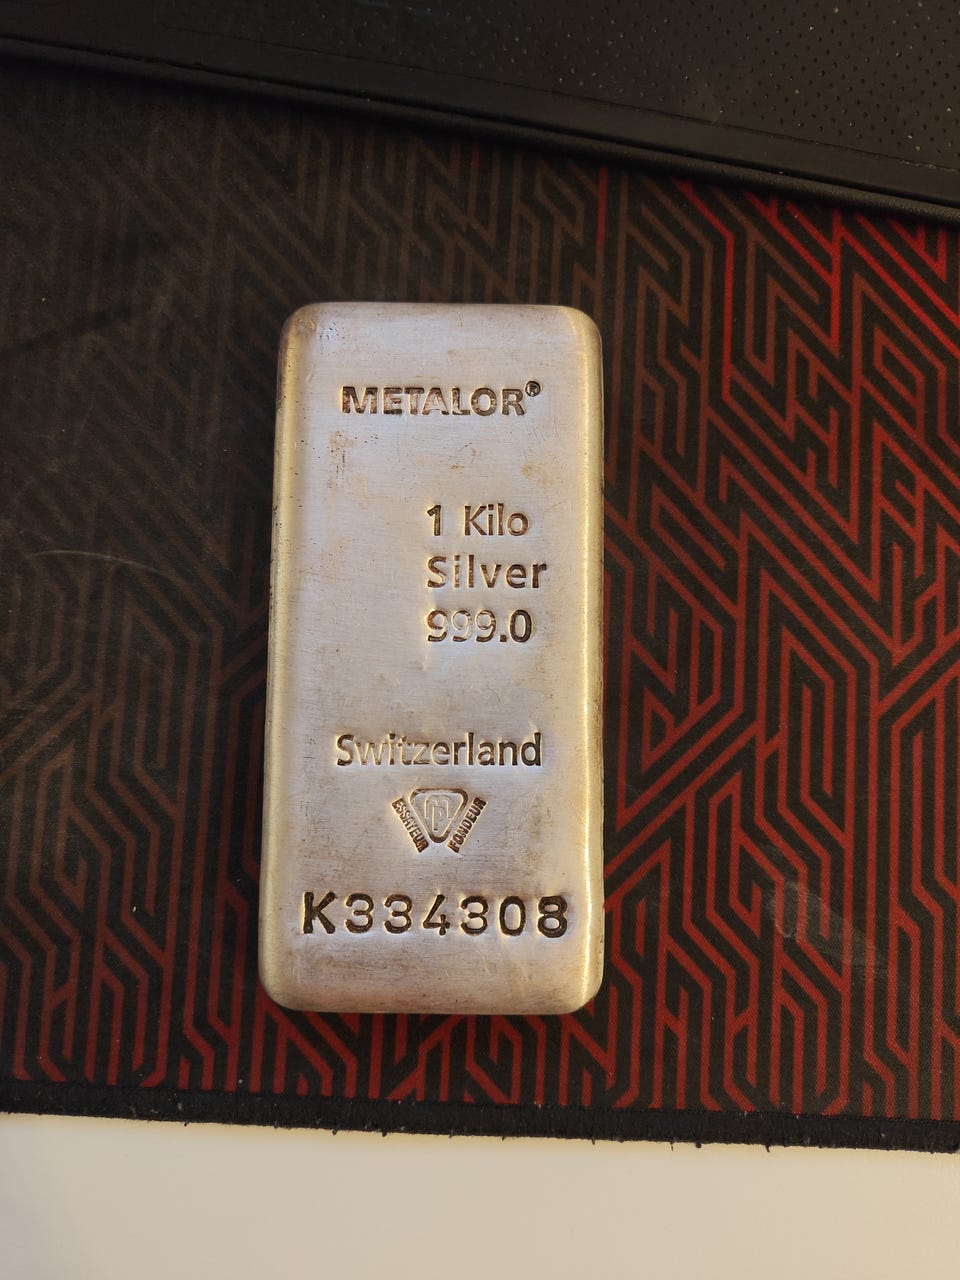 METALOR®
1 Kilo
Silver
999.0
Switzerland
ESSAYEUR FONDEUR
K334308